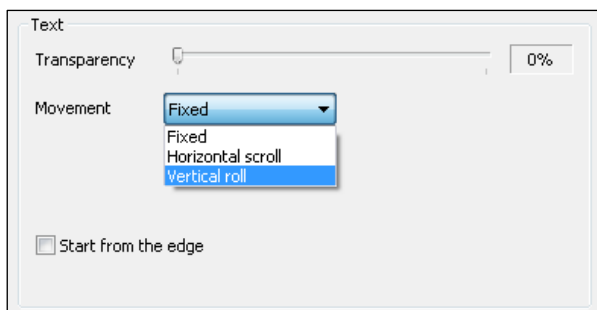 Text
Transparency 0%
Movement Fixed
Fixed
Horizontal scroll
Vertical roll
Start from the edge